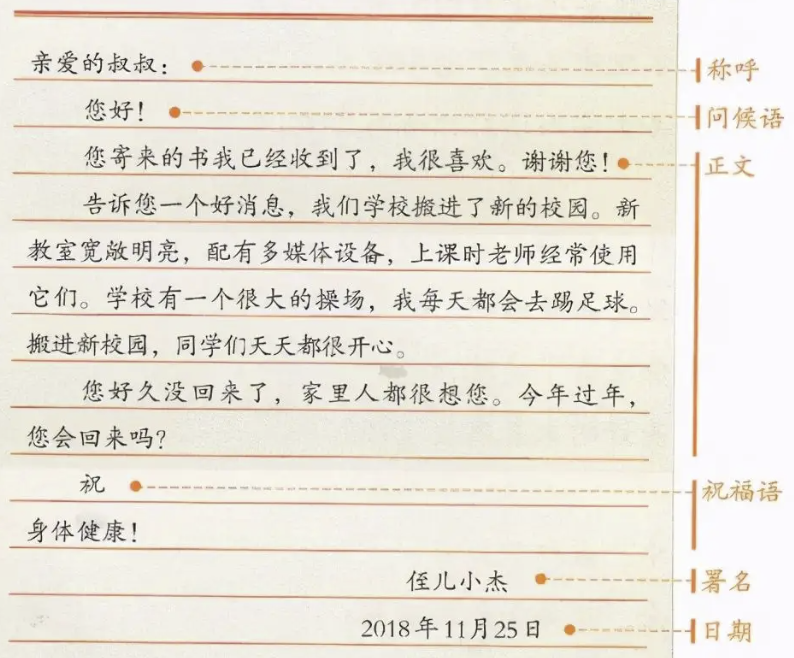 亲爱的叔叔： 称呼
您好！ 问候语
您寄来的书我已经收到了，我很喜欢。谢谢您！ 正文
告诉您一个好消息，我们学校搬进了新的校园。新
教室宽敞明亮，配有多媒体设备，上课时老师经常使用
它们。学校有一个很大的操场，我每天都会去踢足球。
搬进新校园，同学们天天都很开心。
您好久没回来了，家里人都很想您。今年过年，
您会回来吗？
祝 祝福语
身体健康！
侄儿小杰 署名
2018年11月25日 日期